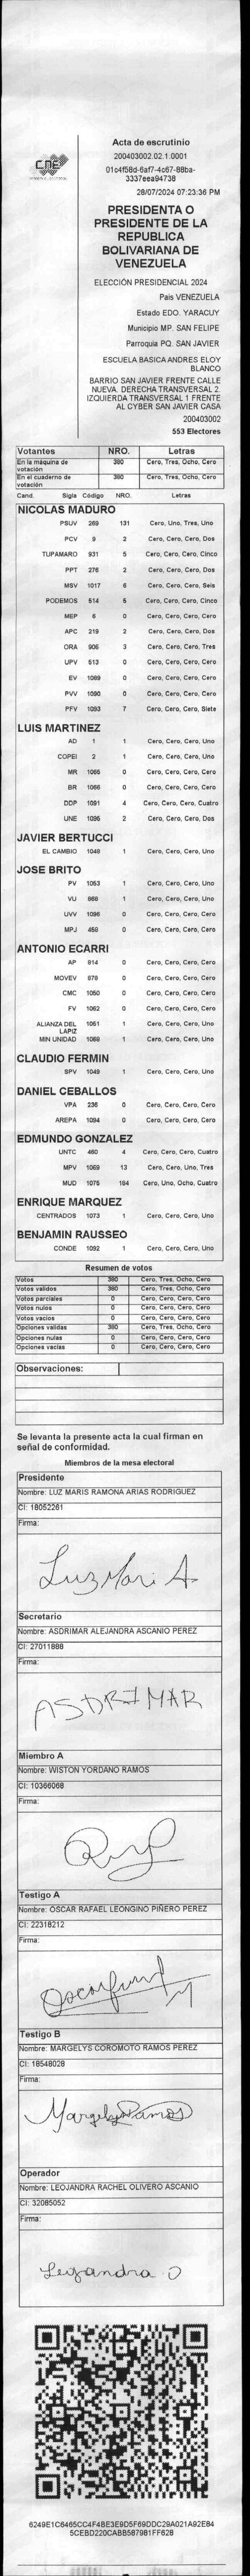 CNE
Acta de escrutinio
200403002.02.1.0001
01c4f58d-6af7-4c67-88ba-
3337eea94738
28/07/2024 07:23:36 PM
PRESIDENTA O
PRESIDENTE DE LA
REPUBLICA
BOLIVARIANA DE
VENEZUELA
ELECCIÓN PRESIDENCIAL 2024
Pais VENEZUELA
Estado EDO. YARACUY
Municipio MP. SAN FELIPE
Parroquia PQ. SAN JAVIER
ESCUELA BASICA ANDRES ELOY
BLANCO
BARRIO SAN JAVIER FRENTE CALLE
NUEVA. DERECHA TRANSVERSAL 2.
IZQUIERDA TRANSVERSAL 1 FRENTE
AL CYBER SAN JAVIER CASA
200403002
553 Electores
Votantes NRO. Letras
En la máquina de votación 380 Cero, Tres, Ocho, Cero
En el cuaderno de votación 380 Cero, Tres, Ocho, Cero
Cand. Sigla Código NRO. Letras
NICOLAS MADURO
PSUV 269 131 Cero, Uno, Tres, Uno
PCV 9 2 Cero, Cero, Cero, Dos
TUPAMARO 931 5 Cero, Cero, Cero, Cinco
PPT 276 2 Cero, Cero, Cero, Dos
MSV 1017 6 Cero, Cero, Cero, Seis
PODEMOS 514 5 Cero, Cero, Cero, Cinco
MEP 6 0 Cero, Cero, Cero, Cero
APC 219 2 Cero, Cero, Cero, Dos
ORA 906 3 Cero, Cero, Cero, Tres
UPV 513 0 Cero, Cero, Cero, Cero
EV 1089 0 Cero, Cero, Cero, Cero
PVV 1090 0 Cero, Cero, Cero, Cero
PFV 1093 7 Cero, Cero, Cero, Siete
LUIS MARTINEZ
AD 1 1 Cero, Cero, Cero, Uno
COPEI 2 1 Cero, Cero, Cero, Uno
MR 1065 0 Cero, Cero, Cero, Cero
BR 1066 0 Cero, Cero, Cero, Cero
DDP 1091 4 Cero, Cero, Cero, Cuatro
UNE 1095 2 Cero, Cero, Cero, Dos
JAVIER BERTUCCI
EL CAMBIO 1048 1 Cero, Cero, Cero, Uno
JOSE BRITO
PV 1053 1 Cero, Cero, Cero, Uno
VU 868 1 Cero, Cero, Cero, Uno
UVV 1096 0 Cero, Cero, Cero, Cero
MPJ 459 0 Cero, Cero, Cero, Cero
ANTONIO ECARRI
AP 814 0 Cero, Cero, Cero, Cero
MOVEV 878 0 Cero, Cero, Cero, Cero
CMC 1050 0 Cero, Cero, Cero, Cero
FV 1062 0 Cero, Cero, Cero, Cero
ALIANZA DEL LAPIZ 1051 1 Cero, Cero, Cero, Uno
MIN UNIDAD 1069 1 Cero, Cero, Cero, Uno
CLAUDIO FERMIN
SPV 1049 1 Cero, Cero, Cero, Uno
DANIEL CEBALLOS
VPA 236 0 Cero, Cero, Cero, Cero
AREPA 1094 0 Cero, Cero, Cero, Cero
EDMUNDO GONZALEZ
UNTC 460 4 Cero, Cero, Cero, Cuatro
MPV 1069 13 Cero, Cero, Uno, Tres
MUD 1075 184 Cero, Uno, Ocho, Cuatro
ENRIQUE MARQUEZ
CENTRADOS 1073 1 Cero, Cero, Cero, Uno
BENJAMIN RAUSSEO
CONDE 1092 1 Cero, Cero, Cero, Uno
Resumen de votos
Votos 380 Cero, Tres, Ocho, Cero
Votos validos 380 Cero, Tres, Ocho, Cero
Votos parciales 0 Cero, Cero, Cero, Cero
Votos nulos 0 Cero, Cero, Cero, Cero
Votos vacios 0 Cero, Cero, Cero, Cero
Opciones validas 380 Cero, Tres, Ocho, Cero
Opciones nulas 0 Cero, Cero, Cero, Cero
Opciones vacias 0 Cero, Cero, Cero, Cero
Observaciones:
Se levanta la presente acta la cual firman en
señal de conformidad.
Miembros de la mesa electoral
Presidente
Nombre: LUZ MARIS RAMONA ARIAS RODRIGUEZ
CI: 18052261
Firma:
Luz Mari A
Secretario
Nombre: ASDRIMAR ALEJANDRA ASCANIO PEREZ
CI: 27011888
Firma:
ASDRIMAR
Miembro A
Nombre: WISTON YORDANO RAMOS
CI: 10366068
Firma:
Testigo A
Nombre: OSCAR RAFAEL LEONGINO PIÑERO PEREZ
CI: 22318212
Firma:
Testigo B
Nombre: MARGELYS COROMOTO RAMOS PEREZ
CI: 18548028
Firma:
Margelys Ramos
Operador
Nombre: LEOJANDRA RACHEL OLIVERO ASCANIO
CI: 32085052
Firma:
Leojandra O
6249E1C6465CC4F4BE3E9D5F69DDC29A021A92E84
5CEBD220CABB587981FF628